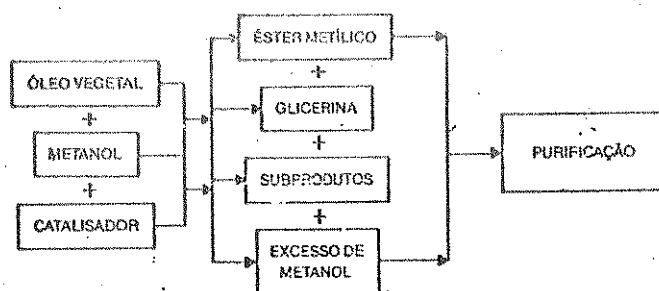 ÓLEO VEGETAL
+
METANOL
+
CATALISADOR
ÉSTER METÍLICO
+
GLICERINA
+
SUBPRODUTOS
+
EXCESSO DE
METANOL
PURIFICAÇÃO